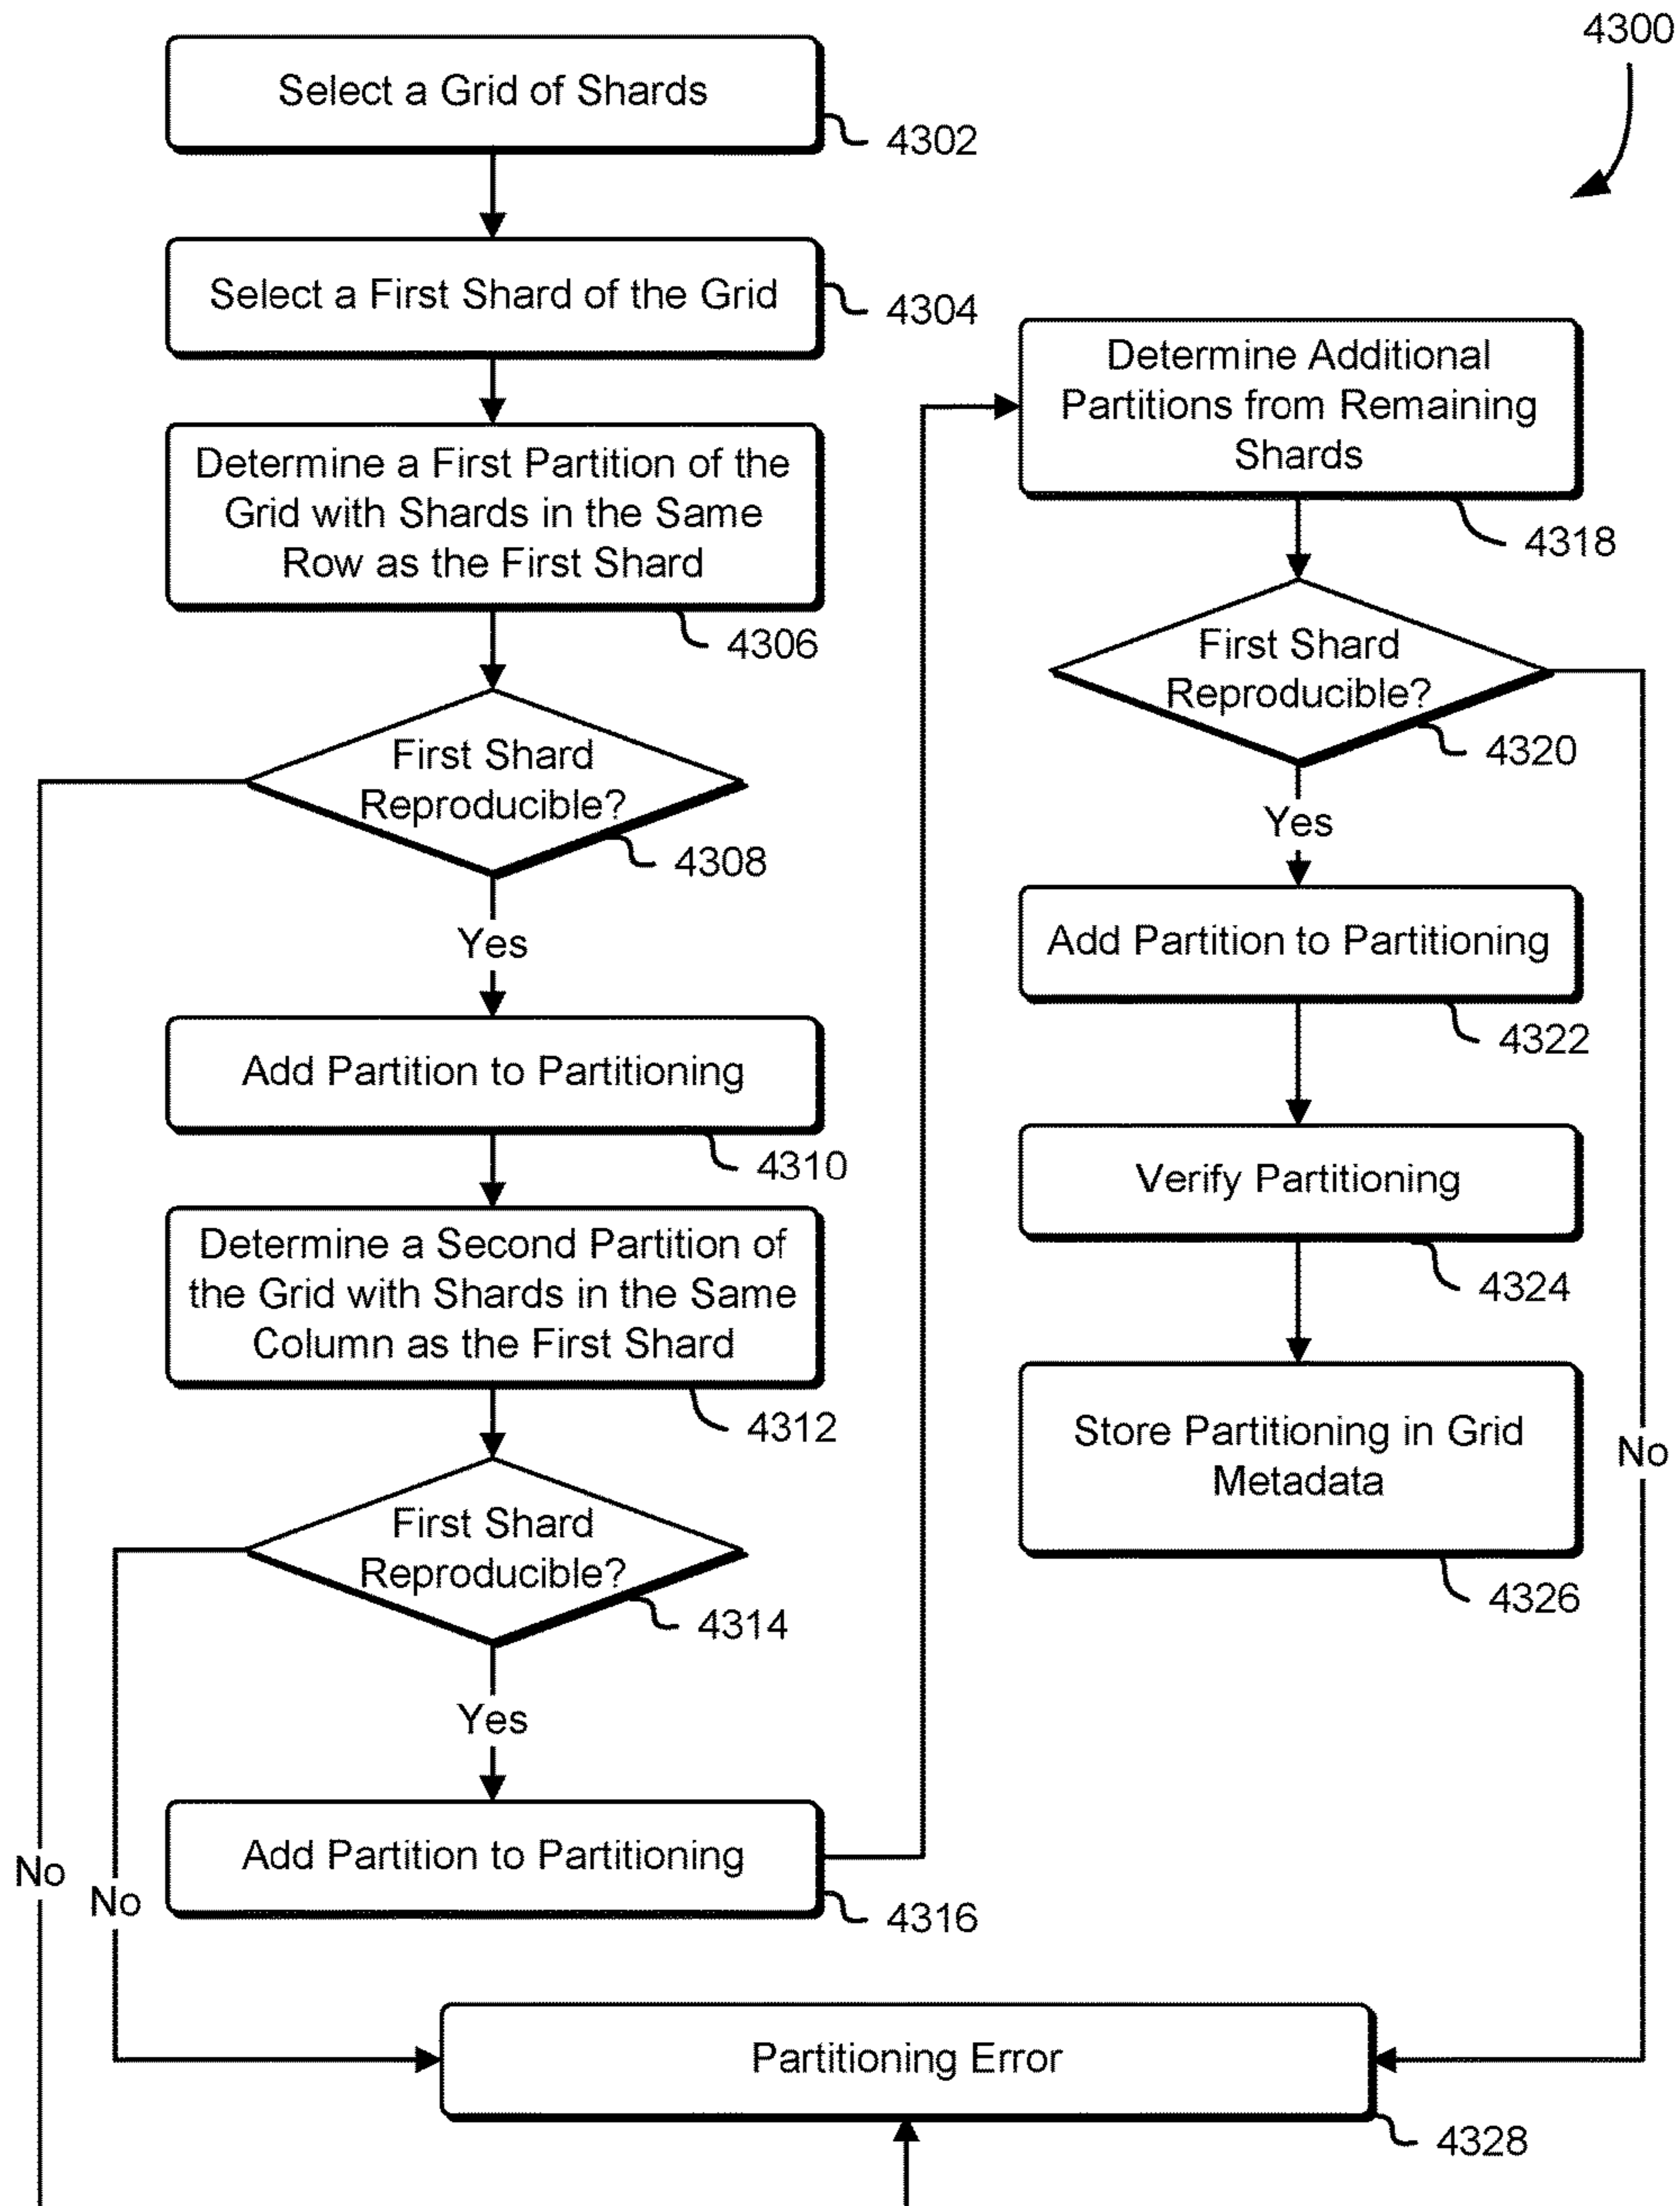 4300
Select a Grid of Shards
4302
Select a First Shard of the Grid
4304
Determine a First Partition of the
Grid with Shards in the Same
Row as the First Shard
4306
First Shard
Reproducible?
4308
Yes
Add Partition to Partitioning
4310
Determine a Second Partition of
the Grid with Shards in the Same
Column as the First Shard
4312
First Shard
Reproducible?
4314
Yes
Add Partition to Partitioning
4316
No
No
Determine Additional
Partitions from Remaining
Shards
4318
First Shard
Reproducible?
4320
Yes
Add Partition to Partitioning
4322
Verify Partitioning
4324
Store Partitioning in Grid
Metadata
4326
No
Partitioning Error
4328